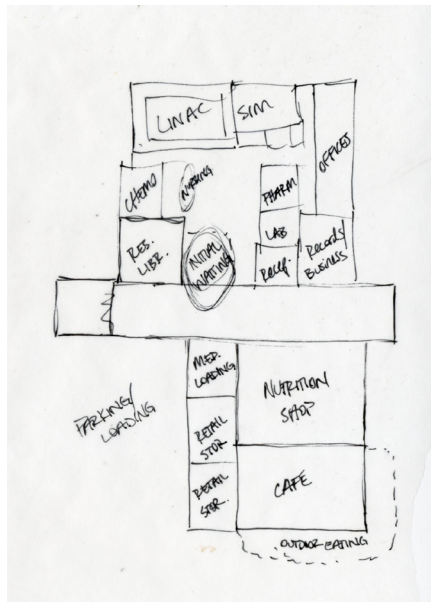 LINAC
SIM
OFFICES
CHEMO
NURSING
PHARM
LAB
RES.
LIBR.
INITIAL
WAITING
RECEP.
Records/
Business
MED.
LOADING
NUTRITION
SHOP
PARKING/
LOADING
RETAIL
STOR
CAFE
RETAIL
STOR.
OUTDOOR EATING